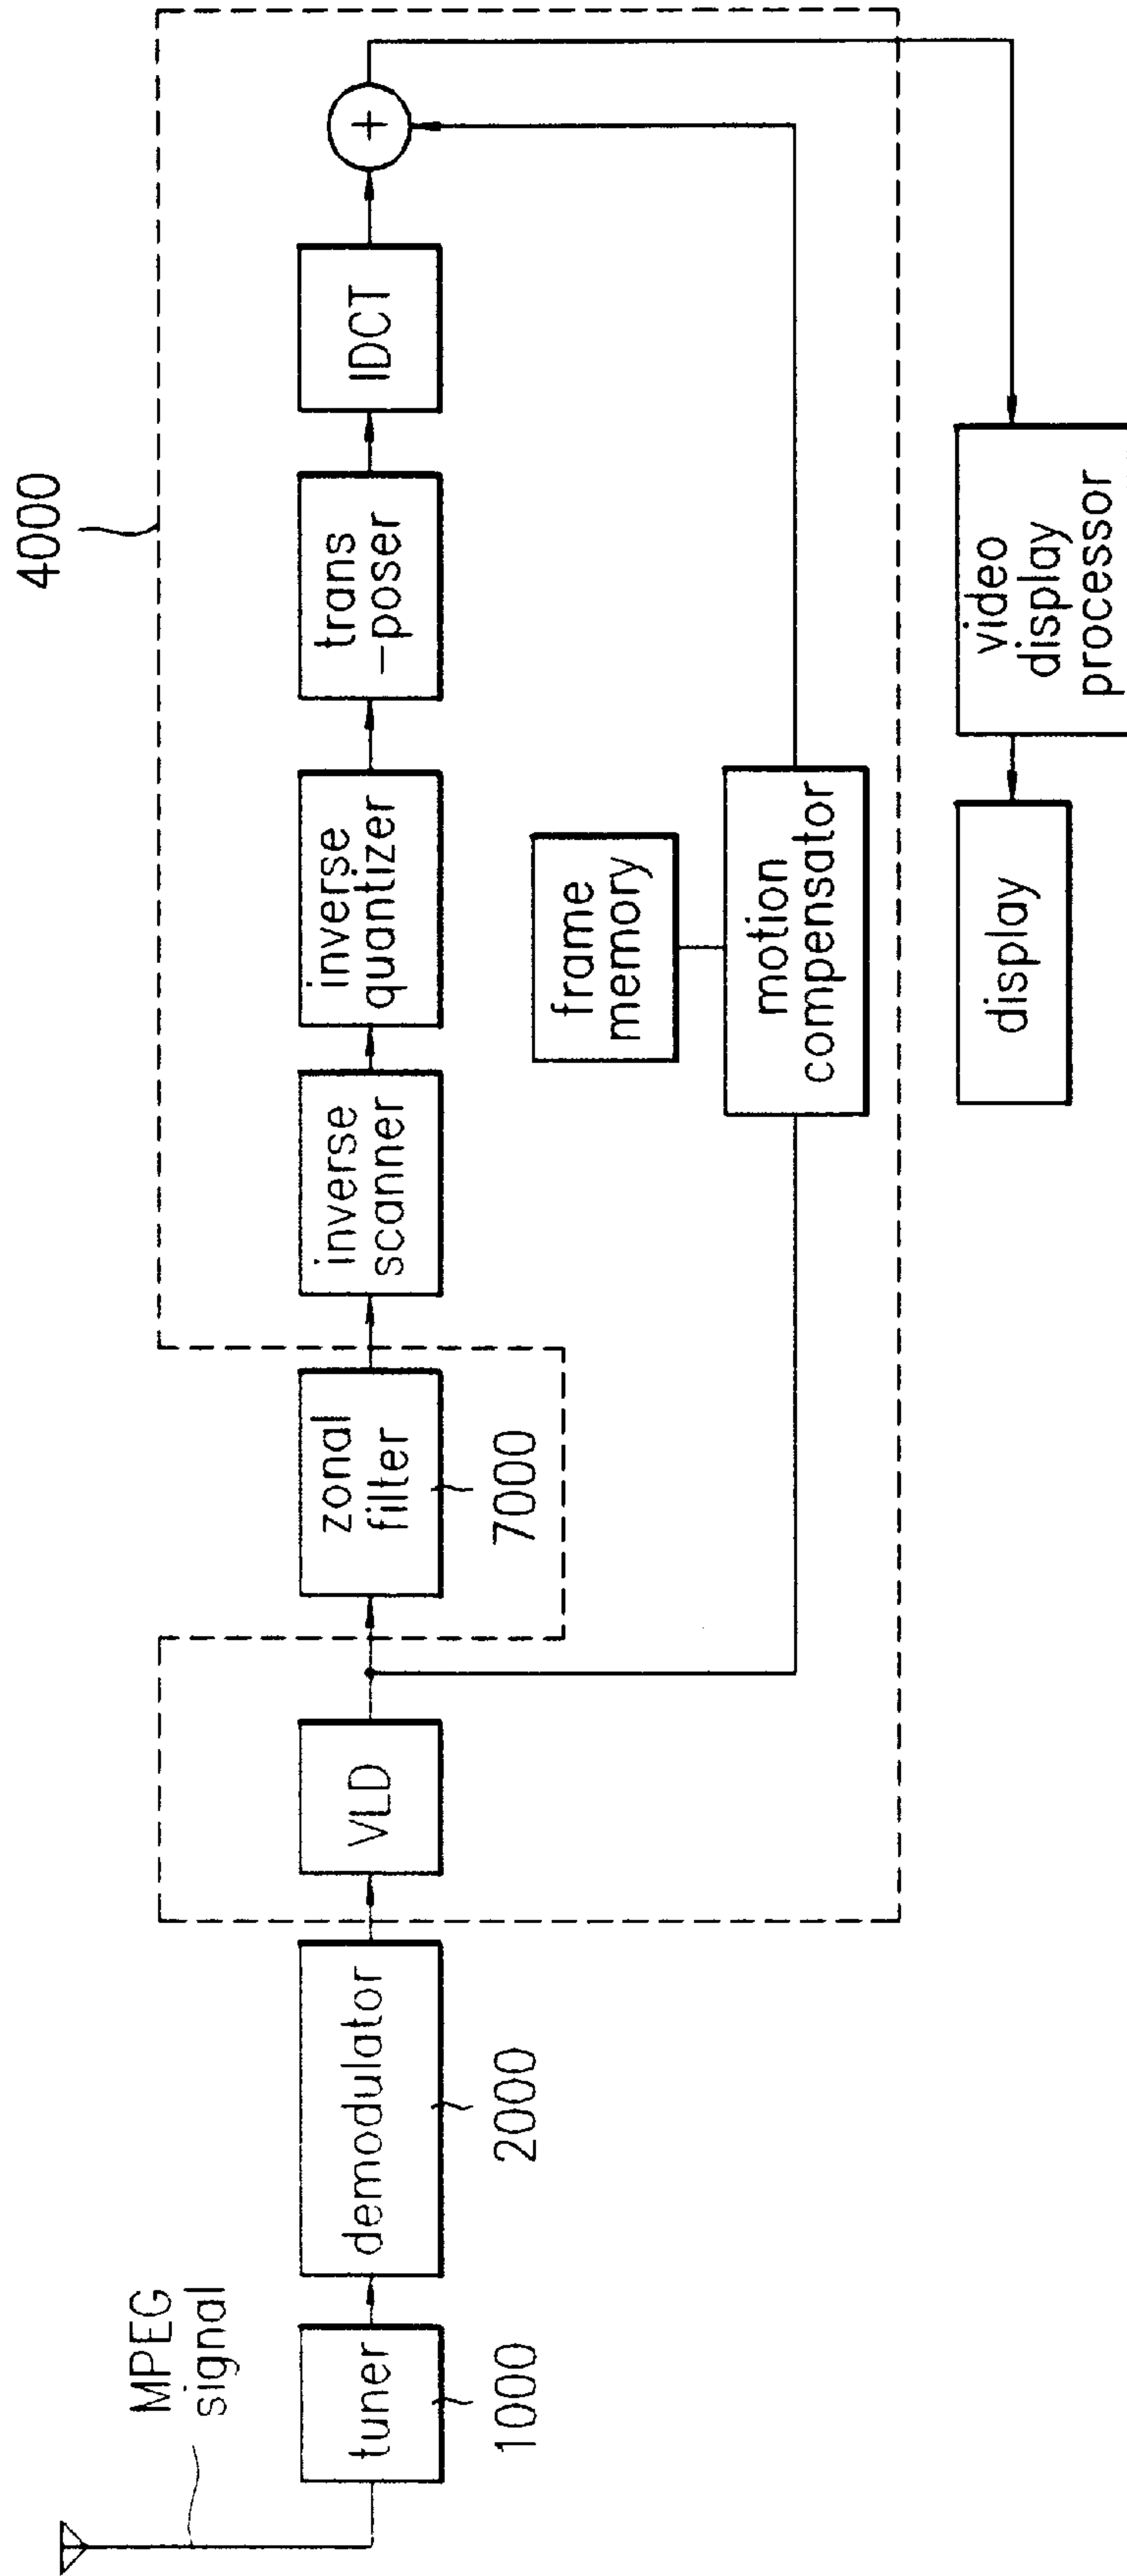 MPEG
signal
tuner
1000
demodulator
2000
VLD
zonal
filter
7000
inverse
scanner
inverse
quantizer
trans
-poser
IDCT
+
4000
frame
memory
motion
compensator
video
display
processor
display